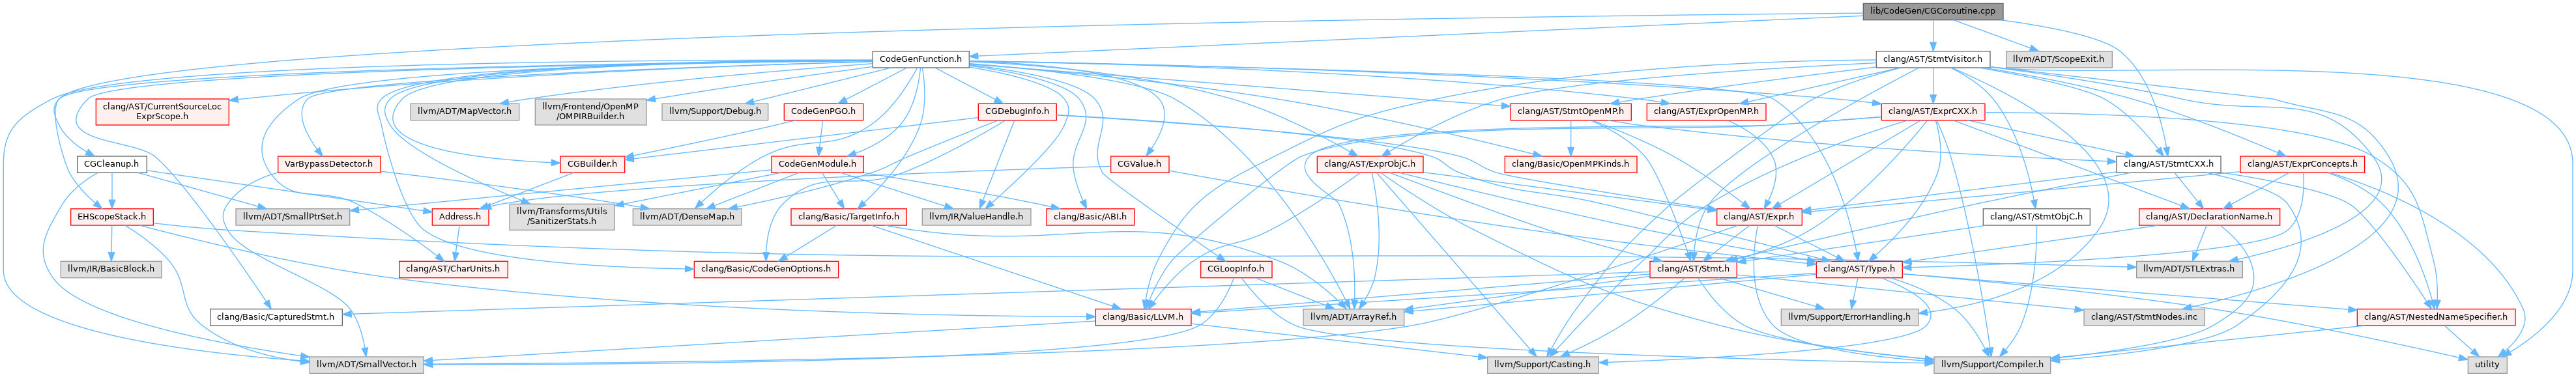 lib/CodeGen/CGCoroutine.cpp
CodeGenFunction.h
clang/AST/StmtVisitor.h
llvm/ADT/ScopeExit.h
clang/AST/CurrentSourceLoc
ExprScope.h
llvm/ADT/MapVector.h
llvm/Frontend/OpenMP
/OMPIRBuilder.h
llvm/Support/Debug.h
CodeGenPGO.h
CGDebugInfo.h
clang/AST/StmtOpenMP.h
clang/AST/ExprOpenMP.h
clang/AST/ExprCXX.h
CGCleanup.h
VarBypassDetector.h
CGBuilder.h
CodeGenModule.h
CGValue.h
clang/AST/ExprObjC.h
clang/Basic/OpenMPKinds.h
clang/AST/StmtCXX.h
clang/AST/ExprConcepts.h
EHScopeStack.h
llvm/ADT/SmallPtrSet.h
Address.h
llvm/Transforms/Utils
/SanitizerStats.h
llvm/ADT/DenseMap.h
clang/Basic/TargetInfo.h
llvm/IR/ValueHandle.h
clang/Basic/ABI.h
clang/AST/Expr.h
clang/AST/StmtObjC.h
clang/AST/DeclarationName.h
llvm/IR/BasicBlock.h
clang/AST/CharUnits.h
clang/Basic/CodeGenOptions.h
CGLoopInfo.h
clang/AST/Stmt.h
clang/AST/Type.h
llvm/ADT/STLExtras.h
clang/Basic/CapturedStmt.h
clang/Basic/LLVM.h
llvm/ADT/ArrayRef.h
llvm/Support/ErrorHandling.h
clang/AST/StmtNodes.inc
clang/AST/NestedNameSpecifier.h
llvm/ADT/SmallVector.h
llvm/Support/Casting.h
llvm/Support/Compiler.h
utility